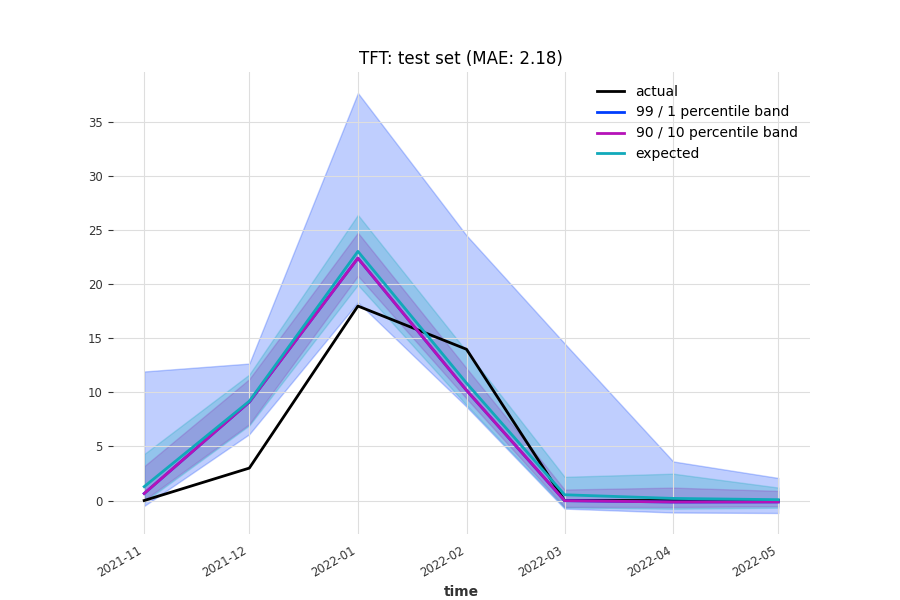 TFT: test set (MAE: 2.18)
actual
99 / 1 percentile band
90 / 10 percentile band
expected
35
30
25
20
15
10
5
0
2021-11
2021-12
2022-01
2022-02
2022-03
2022-04
2022-05
time